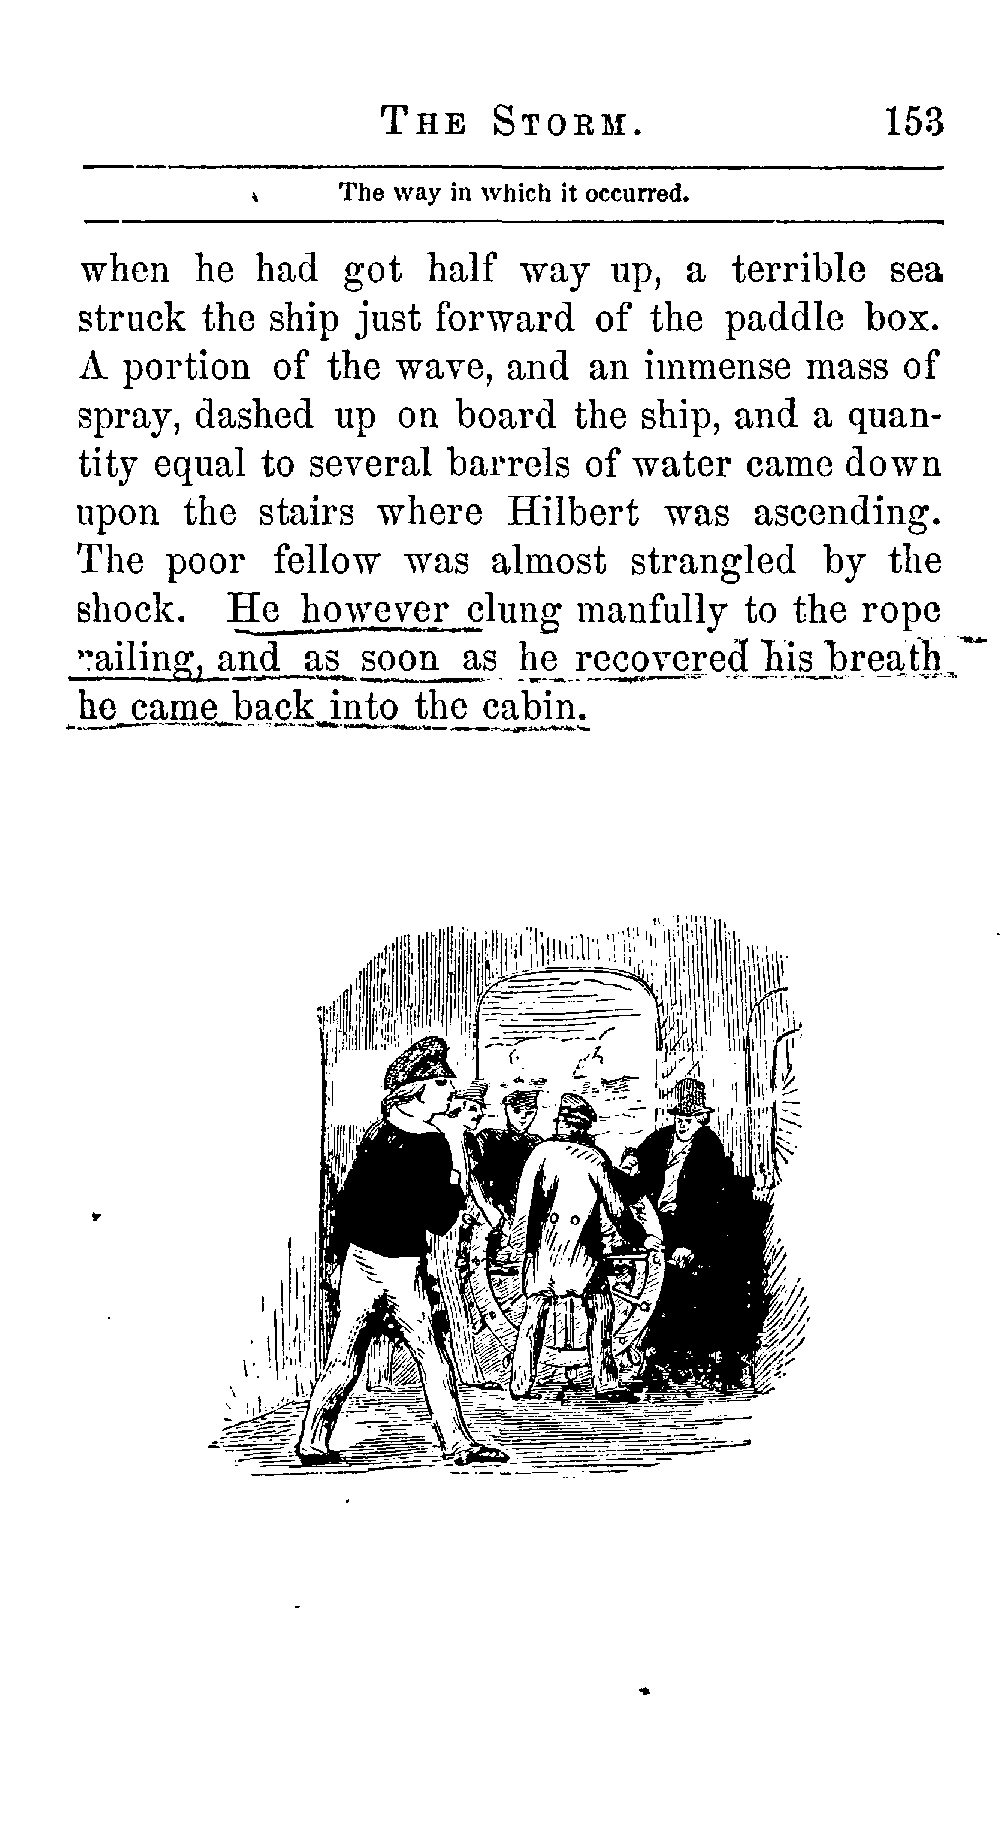 THE STORM. 153
The way in which it occurred.
when he had got half way up, a terrible sea
struck the ship just forward of the paddle box.
A portion of the wave, and an immense mass of
spray, dashed up on board the ship, and a quan-
tity equal to several barrels of water came down
upon the stairs where Hilbert was ascending.
The poor fellow was almost strangled by the
shock. He however clung manfully to the rope
railing, and as soon as he recovered his breath
he came back into the cabin.